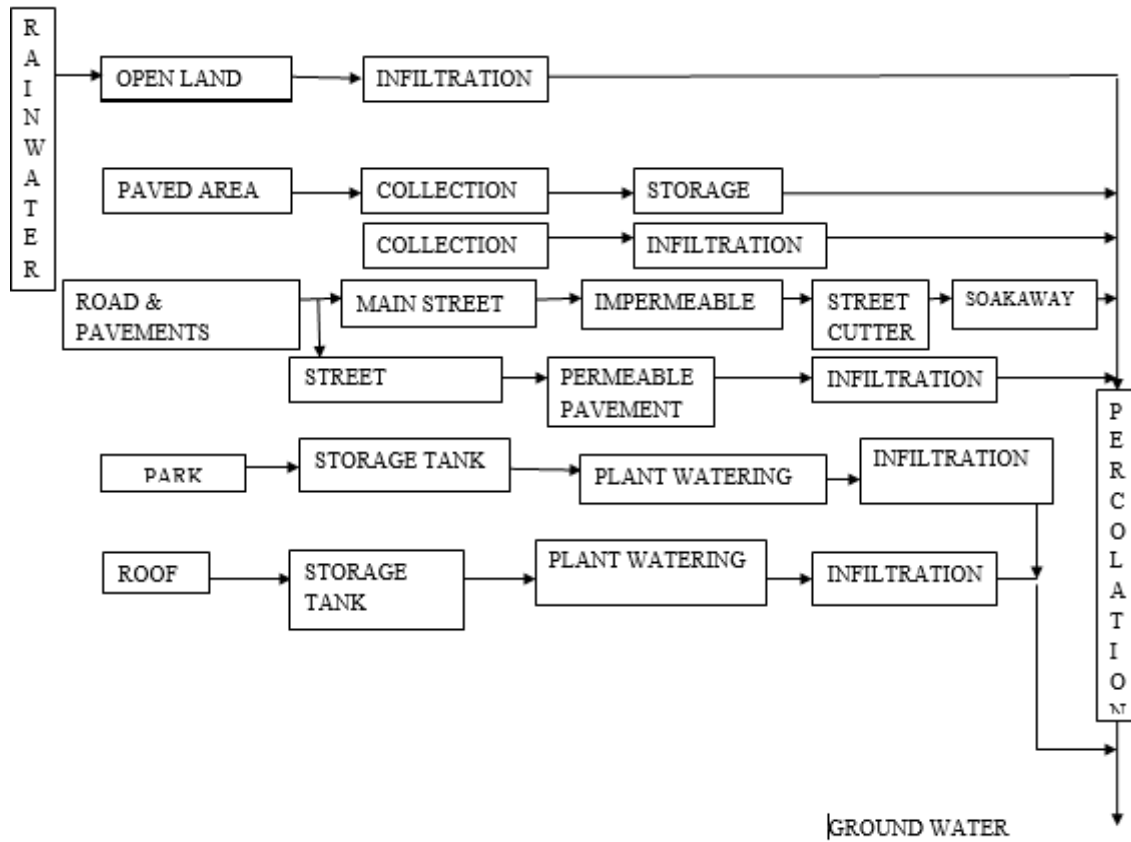 RAINWATER
OPEN LAND
INFILTRATION
PAVED AREA
COLLECTION
STORAGE
COLLECTION
INFILTRATION
ROAD &
PAVEMENTS
MAIN STREET
IMPERMEABLE
STREET
CUTTER
SOAKAWAY
STREET
PERMEABLE
PAVEMENT
INFILTRATION
PARK
STORAGE TANK
PLANT WATERING
INFILTRATION
ROOF
STORAGE
TANK
PLANT WATERING
INFILTRATION
PERCOLATION
GROUND WATER